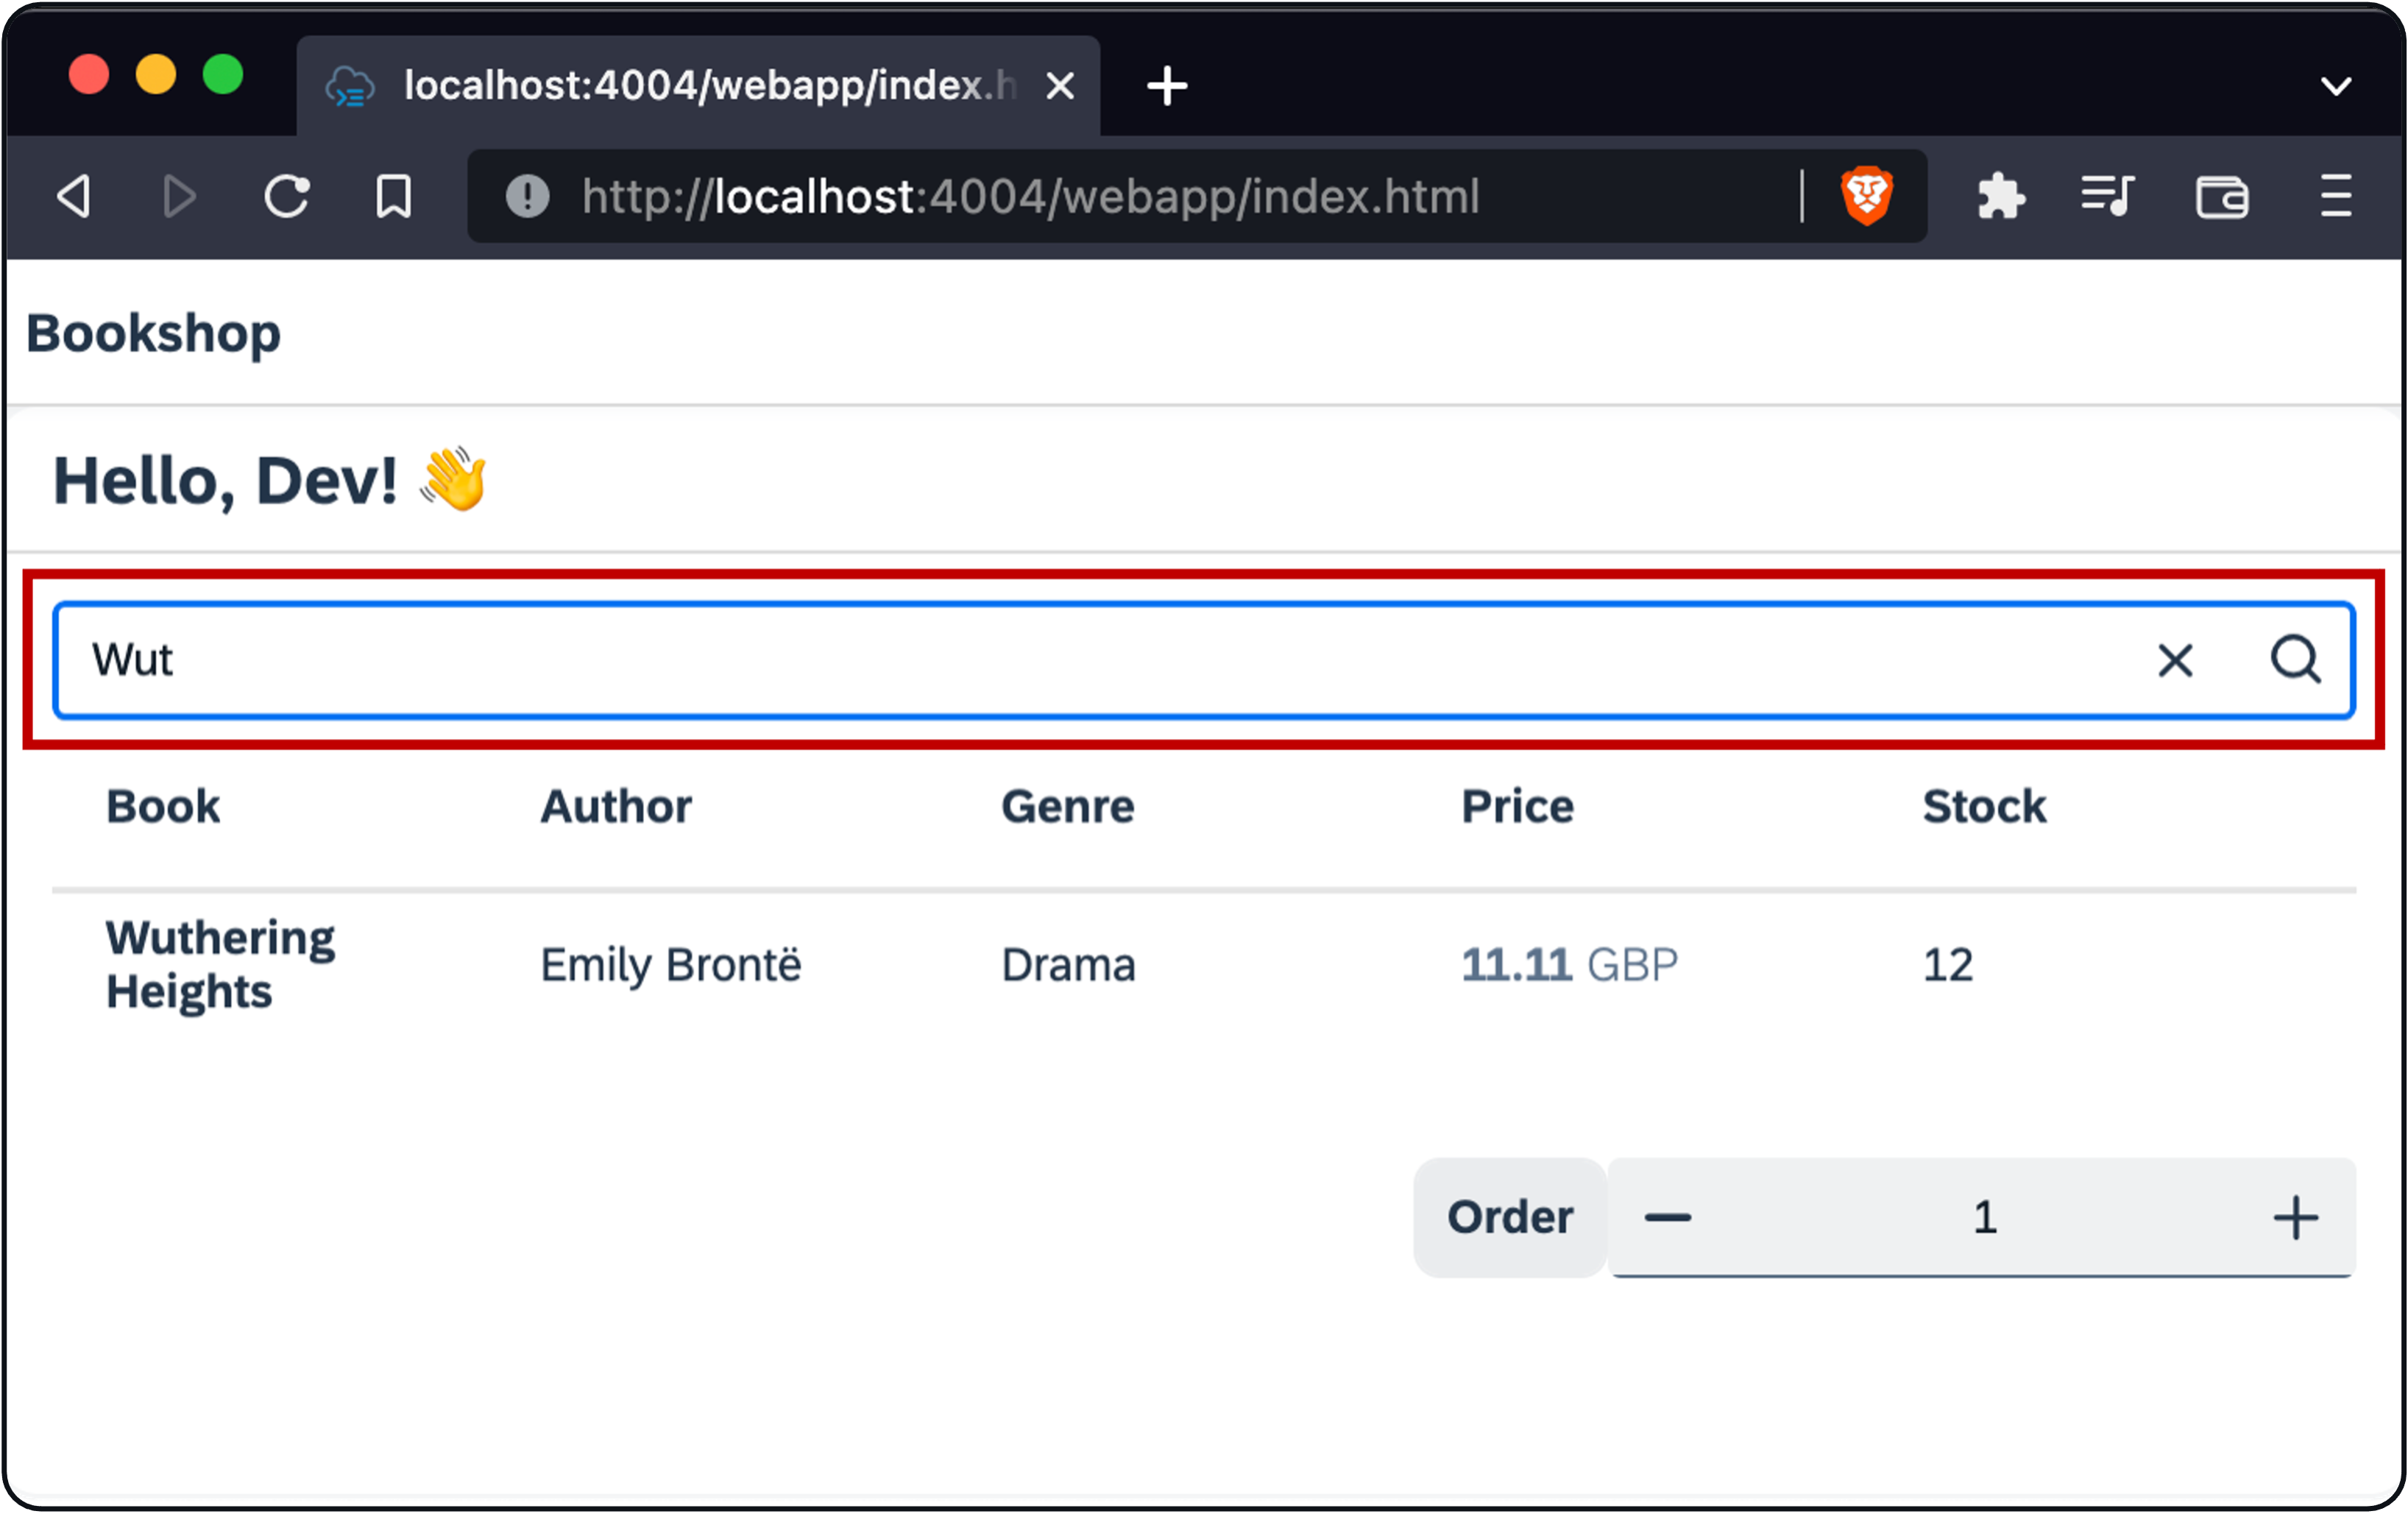 localhost:4004/webapp/index.h
http://localhost:4004/webapp/index.html
Bookshop
Hello, Dev! 👋
Wut
Book Author Genre Price Stock
Wuthering
Heights
Emily Brontë Drama 11.11 GBP 12
Order 1